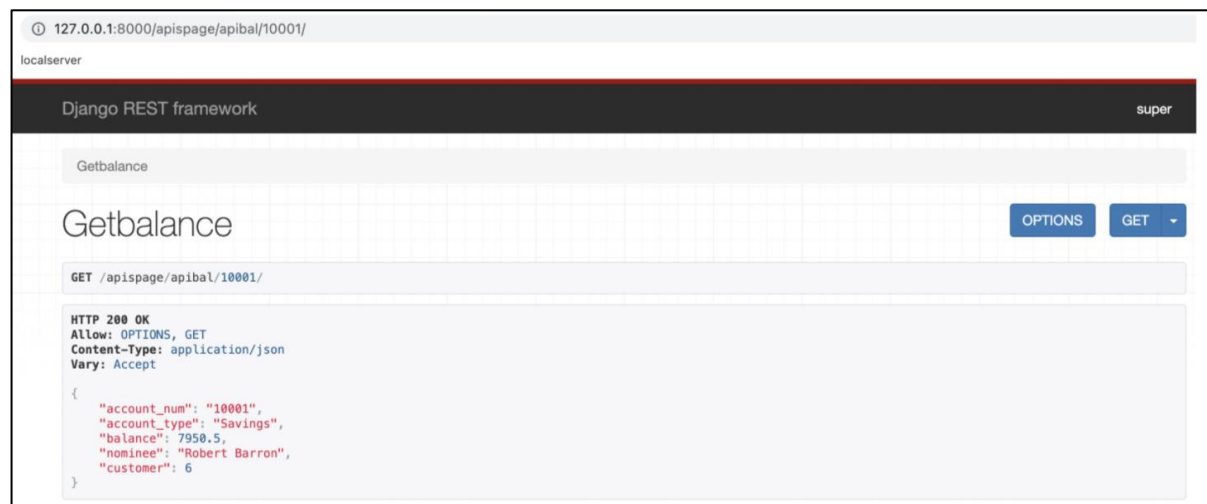 127.0.0.1:8000/apispage/apibal/10001/
localserver
Django REST framework super
Getbalance
Getbalance OPTIONS GET
GET /apispage/apibal/10001/
HTTP 200 OK
Allow: OPTIONS, GET
Content-Type: application/json
Vary: Accept
{
"account_num": "10001",
"account_type": "Savings",
"balance": 7950.5,
"nominee": "Robert Barron",
"customer": 6
}